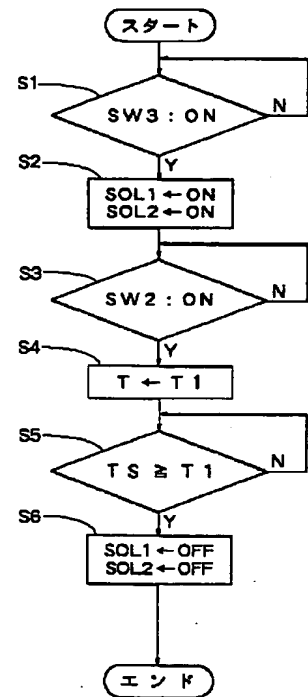 スタート
S1
SW3 : ON
N
Y
S2
SOL1 ← ON
SOL2 ← ON
S3
SW2 : ON
N
Y
S4
T ← T1
S5
TS ≧ T1
N
Y
S6
SOL1 ← OFF
SOL2 ← OFF
エンド